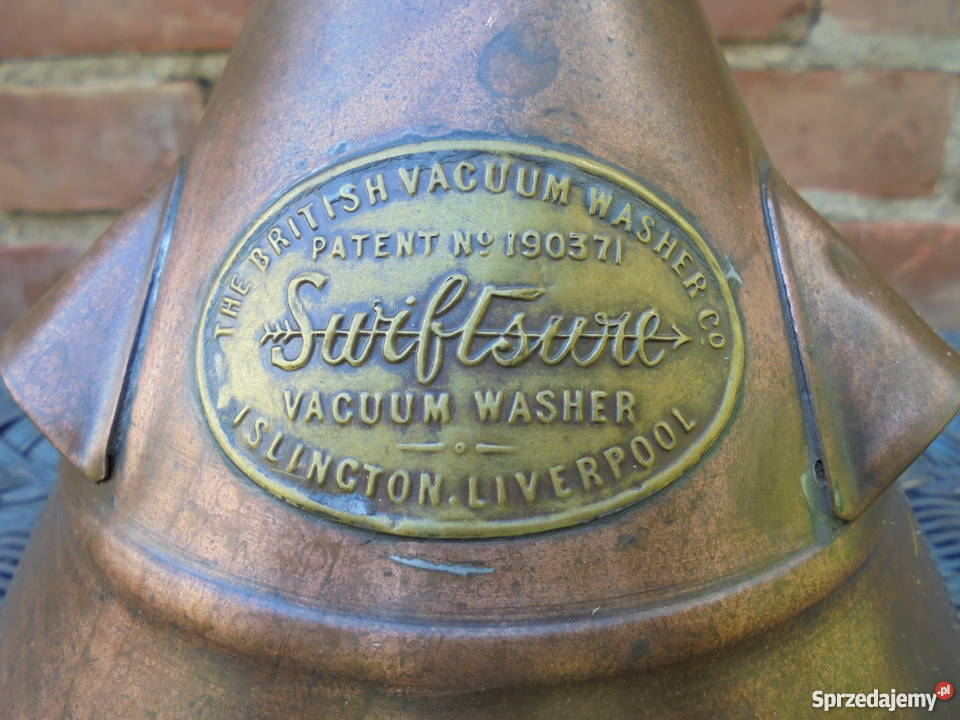 THE BRITISH VACUUM WASHER Co
PATENT No 190371
Swiftsure
VACUUM WASHER
ISLINGTON. LIVERPOOL
Sprzedajemy.pl